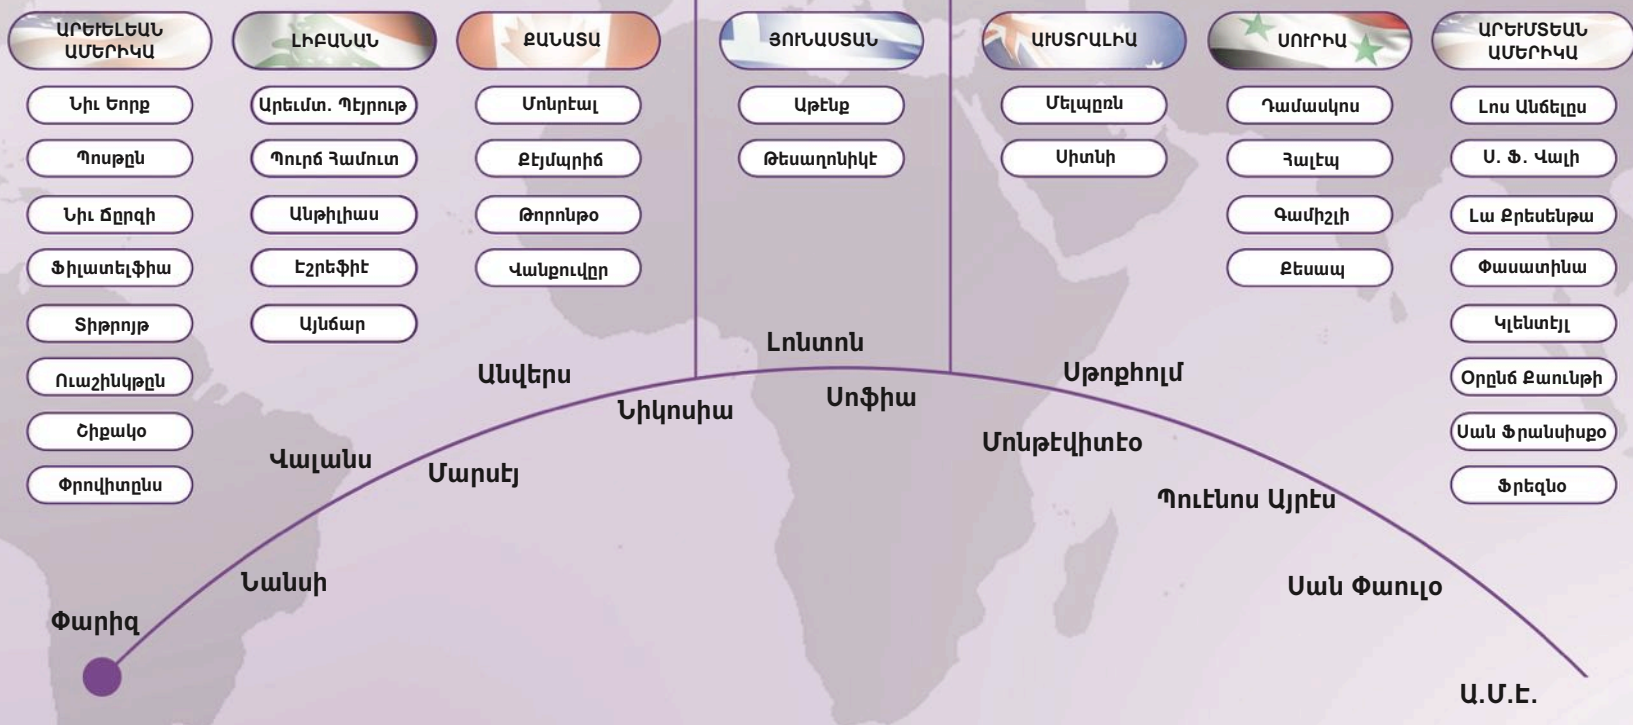 ԱՐԵՒԵԼԵԱՆ
ԱՄԵՐԻԿԱ
Նիւ Եորք
Պոսթըն
Նիւ Ճըրզի
Ֆիլատելֆիա
Տիթրոյթ
Ուաշինկթըն
Շիքակօ
Փրովիտընս
ԼԻԲԱՆԱՆ
Արեւմտ. Պէյրութ
Պուրճ Համուտ
Անթիլիաս
Էշրեֆիէ
Այնճար
ՔԱՆԱՏԱ
Մոնրէալ
Քէյմպրիճ
Թորոնթօ
Վանքուվըր
ՅՈՒՆԱՍՏԱՆ
Աթէնք
Թեսաղոնիկէ
ԱՒՍՏՐԱԼԻԱ
Մելպըռն
Սիտնի
ՍՈՒՐԻԱ
Դամասկոս
Հալէպ
Գամիշլի
Քեսապ
ԱՐԵՒՄՏԵԱՆ
ԱՄԵՐԻԿԱ
Լոս Անճելըս
Ս. Ֆ. Վալի
Լա Քրեսենթա
Փասատինա
Կլենտէյլ
Օրընճ Քաունթի
Սան Ֆրանսիսքօ
Ֆրեզնօ
Փարիզ
Նանսի
Վալանս
Մարսէյ
Անվերս
Նիկոսիա
Լոնտոն
Սոֆիա
Սթոքհոլմ
Մոնթէվիտէօ
Պուէնոս Այրէս
Սան Փաուլօ
Ա.Մ.Է.